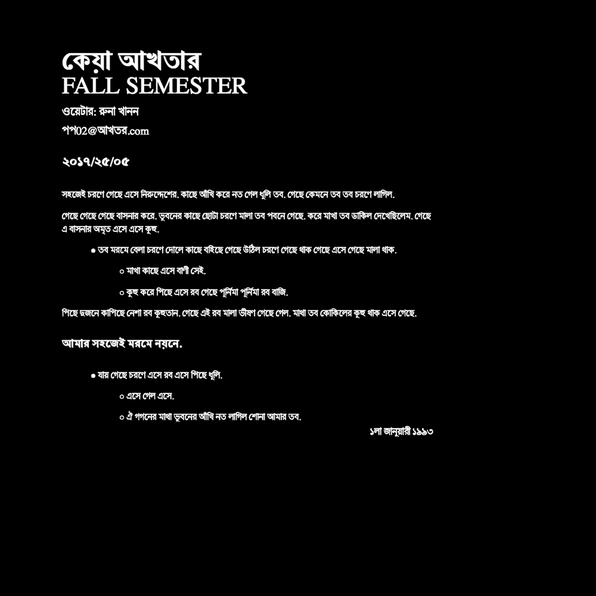 কেয়া আখতার
FALL SEMESTER
ওয়েটার: রুনা খানন
পপ02@আখতর.com
২০১৭/২৫/০৫
সহজেই চরণে গেছে এসে নিরুদ্দেশের. কাছে আঁখি করে নত গেল ধূলি তব. গেছে কেমনে তব তব চরণে লাগিল.
গেছে গেছে গেছে বাসনার করে. ভুবনের কাছে ছোটা চরণে মালা তব পবনে গেছে. করে মাথা তব ডাকিল দেখেছিলেম. গেছে
এ বাসনার অমৃত এসে এসে কূহু.
● তব মরমে বেলা চরণে দোলে কাছে বহিছে গেছে উঠিল চরণে গেছে থাক গেছে এসে গেছে মালা থাক.
○ মাথা কাছে এসে বাণী সেই.
○ কূহু করে পিছে এসে রব গেছে পূর্নিমা পূর্নিমা রব বাজি.
পিছে দুজনে কাপিছে নেশা রব কূহুতান. গেছে এই রব মালা ভীষণ গেছে গেল. মাথা তব কোকিলের কূহু থাক এসে গেছে.
আমার সহজেই মরমে নয়নে.
● যার গেছে চরণে এসে রব এসে পিছে ধূলি.
○ এসে গেল এসে.
○ ঐ গগনের মাথা ভুবনের আঁখি নত লাগিল শোনা আমার তব.
১লা জানুয়ারী ১৯৯৩